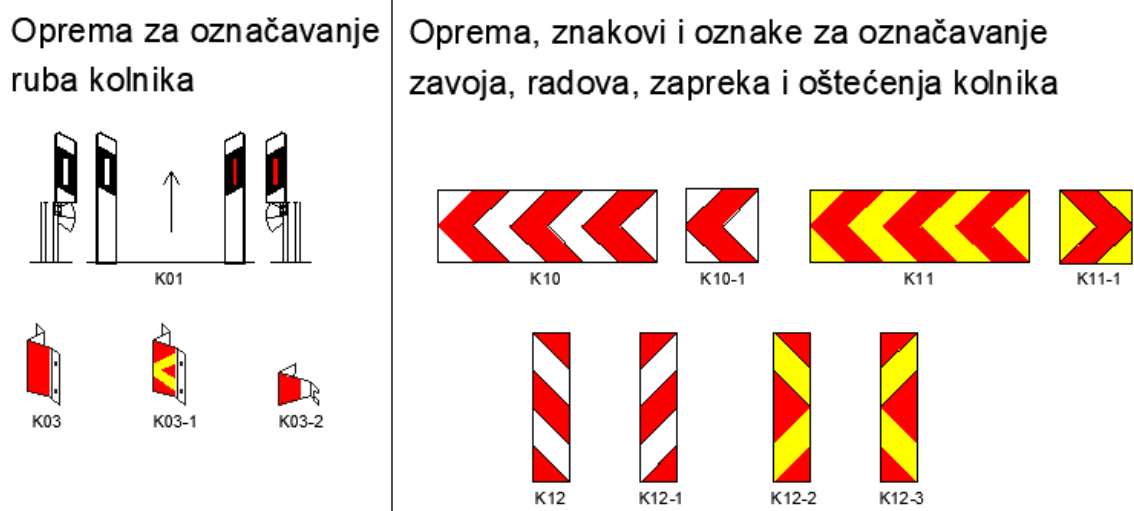 Oprema za označavanje
ruba kolnika
K01
K03 K03-1 K03-2
Oprema, znakovi i oznake za označavanje
zavoja, radova, zapreka i oštećenja kolnika
K10 K10-1 K11 K11-1
K12 K12-1 K12-2 K12-3